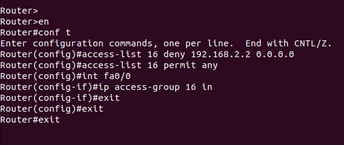 Router>
Router>en
Router#conf t
Enter configuration commands, one per line.  End with CNTL/Z.
Router(config)#access-list 16 deny 192.168.2.2 0.0.0.0
Router(config)#access-list 16 permit any
Router(config)#int fa0/0
Router(config-if)#ip access-group 16 in
Router(config-if)#exit
Router(config)#exit
Router#exit